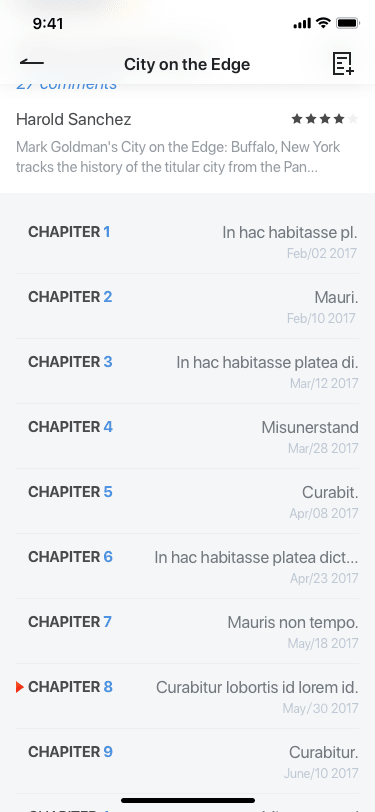 9:41
City on the Edge
27 comments
Harold Sanchez
Mark Goldman's City on the Edge: Buffalo, New York
tracks the history of the titular city from the Pan...
CHAPITER 1
In hac habitasse pl.
Feb/02 2017
CHAPITER 2
Mauri.
Feb/10 2017
CHAPITER 3
In hac habitasse platea di.
Mar/12 2017
CHAPITER 4
Misunerstand
Mar/28 2017
CHAPITER 5
Curabit.
Apr/08 2017
CHAPITER 6
In hac habitasse platea dict...
Apr/23 2017
CHAPITER 7
Mauris non tempo.
May/18 2017
CHAPITER 8
Curabitur lobortis id lorem id.
May/30 2017
CHAPITER 9
Curabitur.
June/10 2017